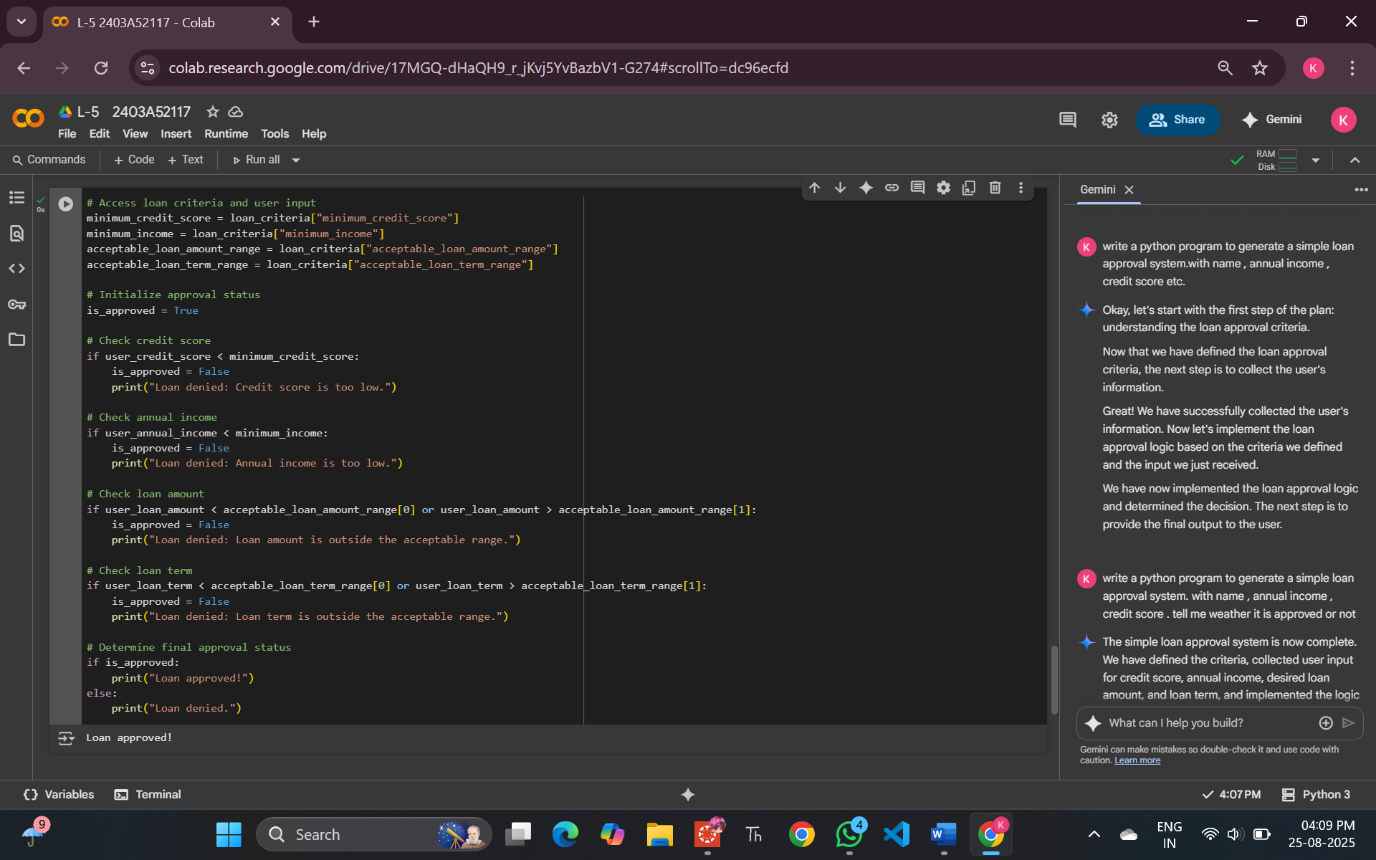 L-5 2403A52117 - Colab
colab.research.google.com/drive/17MGQ-dHaQH9_r_jKvj5YvBazbV1-G274#scrollTo=dc96ecfd
K
L-5 2403A52117
File Edit View Insert Runtime Tools Help
Share
Gemini
K
Commands
+ Code + Text
Run all
RAM
Disk
0s
# Access loan criteria and user input
minimum_credit_score = loan_criteria["minimum_credit_score"]
minimum_income = loan_criteria["minimum_income"]
acceptable_loan_amount_range = loan_criteria["acceptable_loan_amount_range"]
acceptable_loan_term_range = loan_criteria["acceptable_loan_term_range"]
# Initialize approval status
is_approved = True
# Check credit score
if user_credit_score < minimum_credit_score:
    is_approved = False
    print("Loan denied: Credit score is too low.")
# Check annual income
if user_annual_income < minimum_income:
    is_approved = False
    print("Loan denied: Annual income is too low.")
# Check loan amount
if user_loan_amount < acceptable_loan_amount_range[0] or user_loan_amount > acceptable_loan_amount_range[1]:
    is_approved = False
    print("Loan denied: Loan amount is outside the acceptable range.")
# Check loan term
if user_loan_term < acceptable_loan_term_range[0] or user_loan_term > acceptable_loan_term_range[1]:
    is_approved = False
    print("Loan denied: Loan term is outside the acceptable range.")
# Determine final approval status
if is_approved:
    print("Loan approved!")
else:
    print("Loan denied.")
Loan approved!
Gemini
K
write a python program to generate a simple loan
approval system.with name , annual income ,
credit score etc.
Okay, let's start with the first step of the plan:
understanding the loan approval criteria.
Now that we have defined the loan approval
criteria, the next step is to collect the user's
information.
Great! We have successfully collected the user's
information. Now let's implement the loan
approval logic based on the criteria we defined
and the input we just received.
We have now implemented the loan approval logic
and determined the decision. The next step is to
provide the final output to the user.
K
write a python program to generate a simple loan
approval system. with name , annual income ,
credit score . tell me weather it is approved or not
The simple loan approval system is now complete.
We have defined the criteria, collected user input
for credit score, annual income, desired loan
amount, and loan term, and implemented the logic
What can I help you build?
Gemini can make mistakes so double-check it and use code with
caution. Learn more
Variables
Terminal
4:07 PM
Python 3
9
Search
Th
4
W
K
ENG
IN
04:09 PM
25-08-2025